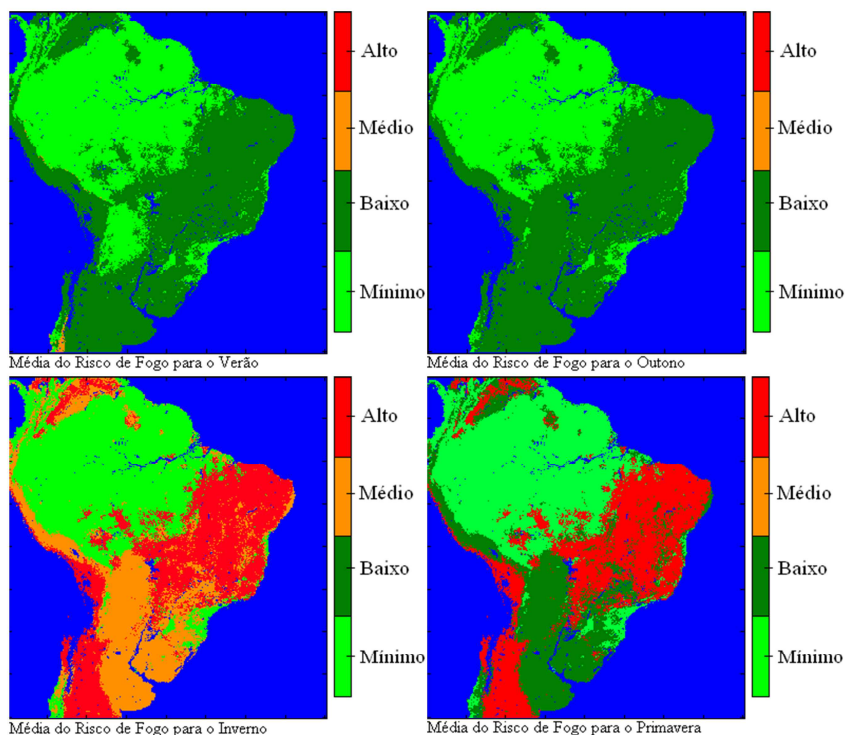 Alto
Médio
Baixo
Mínimo
Média do Risco de Fogo para o Verão
Alto
Médio
Baixo
Mínimo
Média do Risco de Fogo para o Outono
Alto
Médio
Baixo
Mínimo
Média do Risco de Fogo para o Inverno
Alto
Médio
Baixo
Mínimo
Média do Risco de Fogo para o Primavera